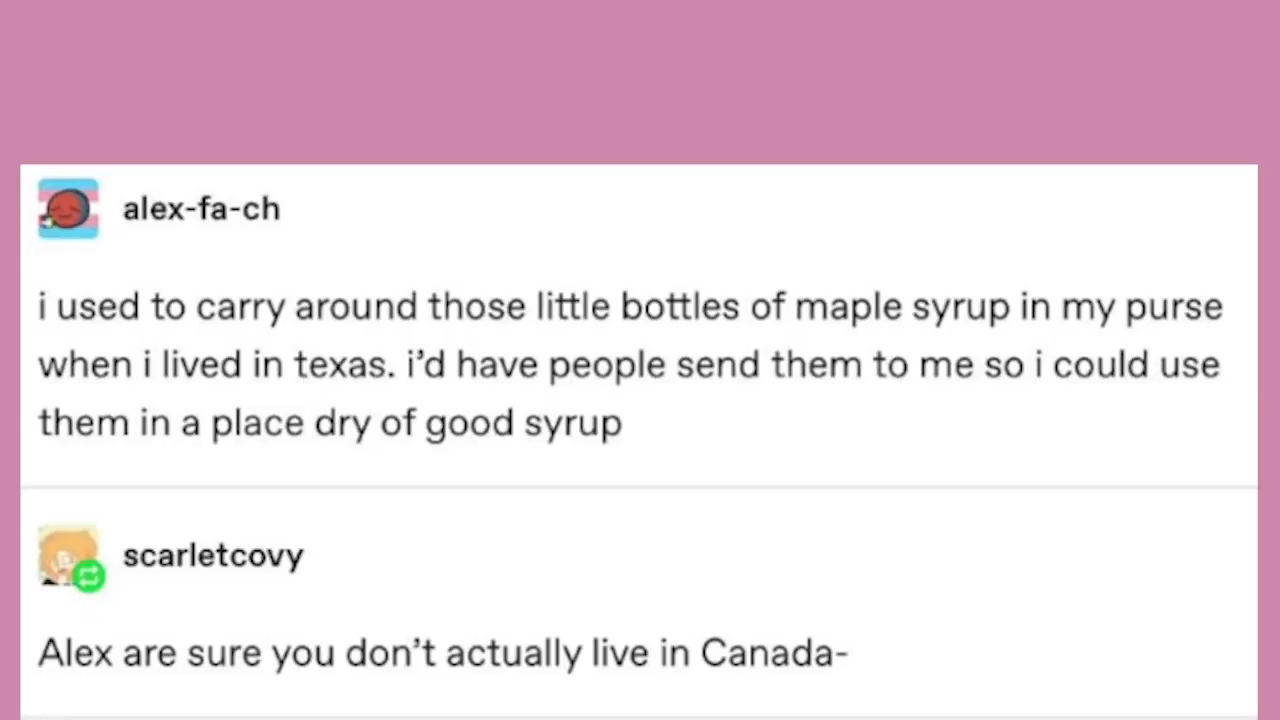 alex-fa-ch
i used to carry around those little bottles of maple syrup in my purse
when i lived in texas. i’d have people send them to me so i could use
them in a place dry of good syrup
scarletcovy
Alex are sure you don’t actually live in Canada-